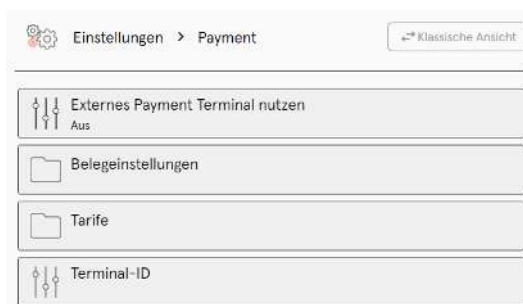 Einstellungen > Payment
Klassische Ansicht
Externes Payment Terminal nutzen
Aus
Belegeinstellungen
Tarife
Terminal-ID